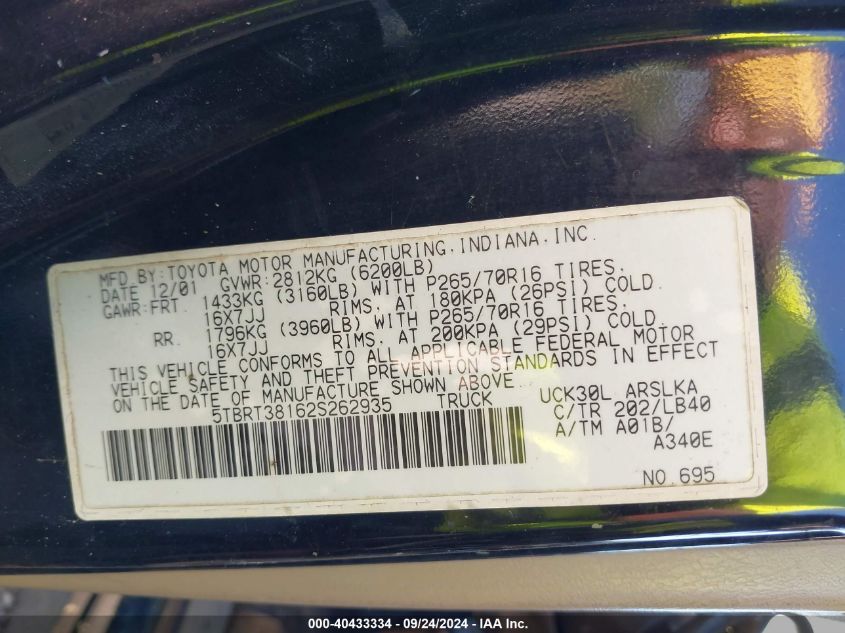 MFD BY:TOYOTA MOTOR MANUFACTURING.INDIANA.INC.
DATE 12/01 GVWR:2812KG (6200LB)
GAWR:FRT. 1433KG (3160LB) WITH P265/70R16 TIRES.
16X7JJ RIMS. AT 180KPA (26PSI) COLD.
RR. 1796KG (3960LB) WITH P265/70R16 TIRES.
16X7JJ RIMS. AT 200KPA (29PSI) COLD.
THIS VEHICLE CONFORMS TO ALL APPLICABLE FEDERAL MOTOR
VEHICLE SAFETY AND THEFT PREVENTION STANDARDS IN EFFECT
ON THE DATE OF MANUFACTURE SHOWN ABOVE.
5TBRT38162S262935 TRUCK
UCK30L ARSLKA
C/TR 202/LB40
A/TM A01B/
A340E
NO.695
000-40433334 - 09/24/2024 - IAA Inc.